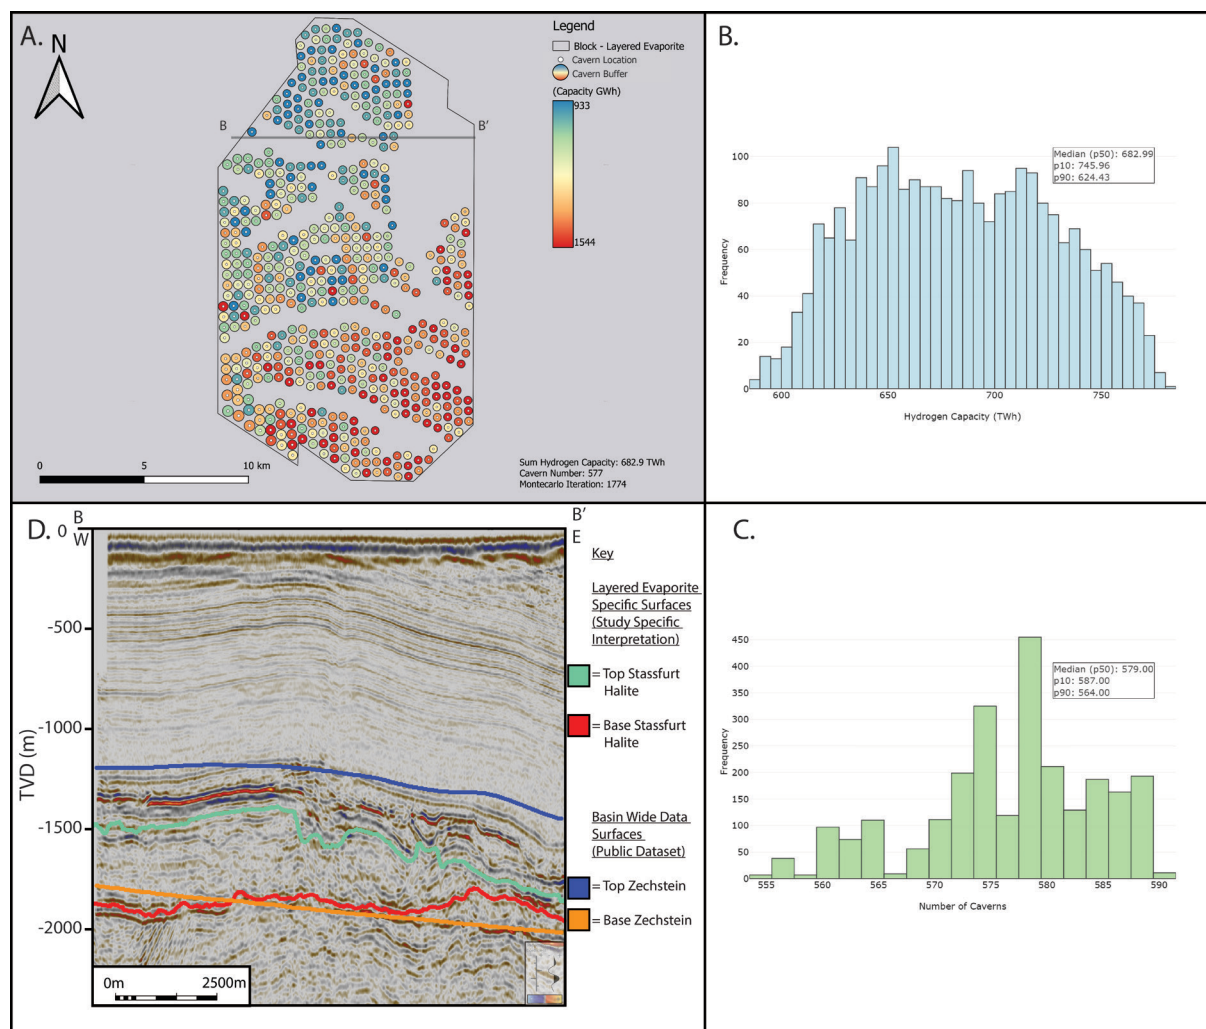 A.
N
B
B'
Legend
Block - Layered Evaporite
Cavern Location
Cavern Buffer
(Capacity GWh)
933
1544
0 5 10 km
Sum Hydrogen Capacity: 682.9 TWh
Cavern Number: 577
Montecarlo Iteration: 1774
B.
Median (p50): 682.99
p10: 745.96
p90: 624.43
Frequency
100
80
60
40
20
0
600 650 700 750
Hydrogen Capacity (TWh)
D.
B
W
B'
E
0
-500
-1000
-1500
-2000
TVD (m)
0m 2500m
Key
Layered Evaporite
Specific Surfaces
(Study Specific
Interpretation)
= Top Stassfurt
Halite
= Base Stassfurt
Halite
Basin Wide Data
Surfaces
(Public Dataset)
= Top Zechstein
= Base Zechstein
C.
Median (p50): 579.00
p10: 587.00
p90: 564.00
Frequency
450
400
350
300
250
200
150
100
50
0
555 560 565 570 575 580 585 590
Number of Caverns